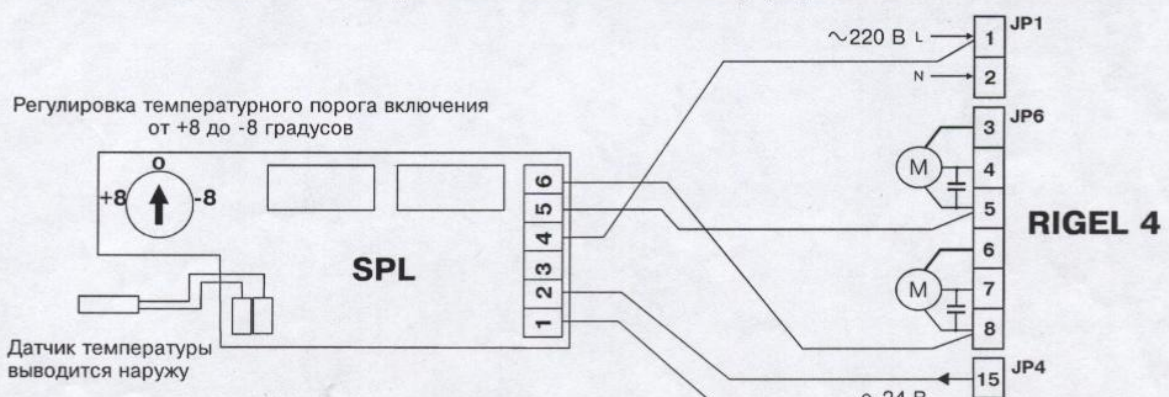 ~220 В L
N
1
2
JP1
Регулировка температурного порога включения
от +8 до -8 градусов
O
+8
-8
SPL
6
5
4
3
2
1
Датчик температуры
выводится наружу
M
M
3
4
5
6
7
8
JP6
RIGEL 4
15
JP4
~24 В